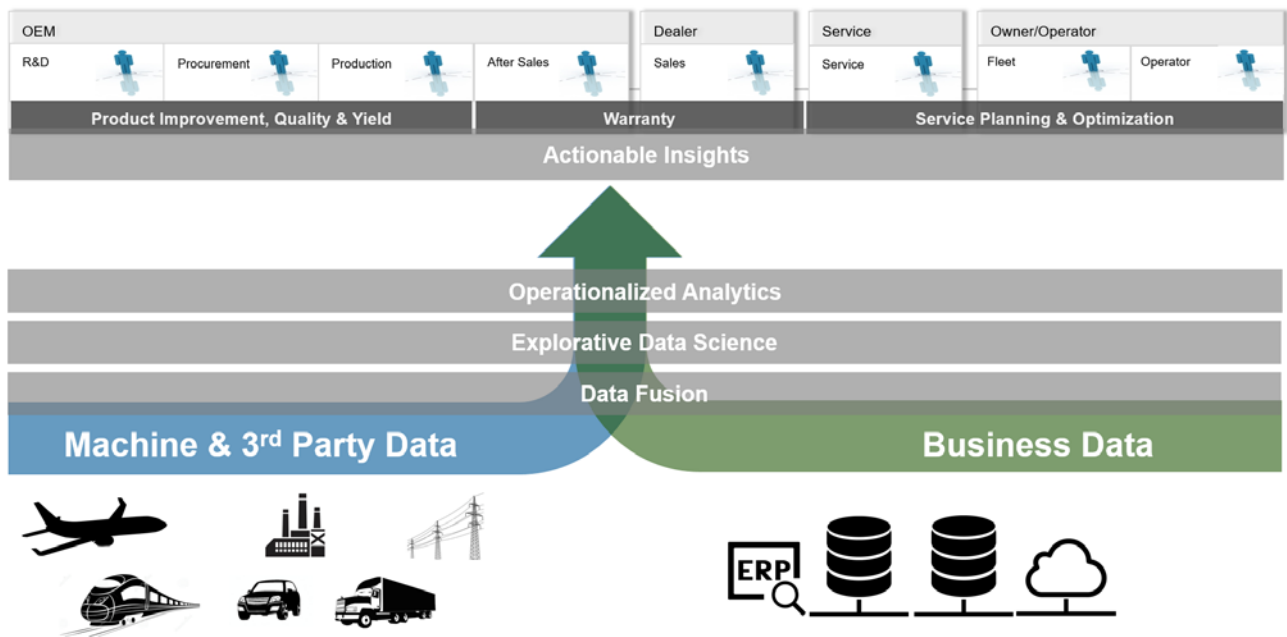 OEM
Dealer
Service
Owner/Operator
R&D
Procurement
Production
After Sales
Sales
Service
Fleet
Operator
Product Improvement, Quality & Yield
Warranty
Service Planning & Optimization
Actionable Insights
Operationalized Analytics
Explorative Data Science
Data Fusion
Machine & 3rd Party Data
Business Data
ERP